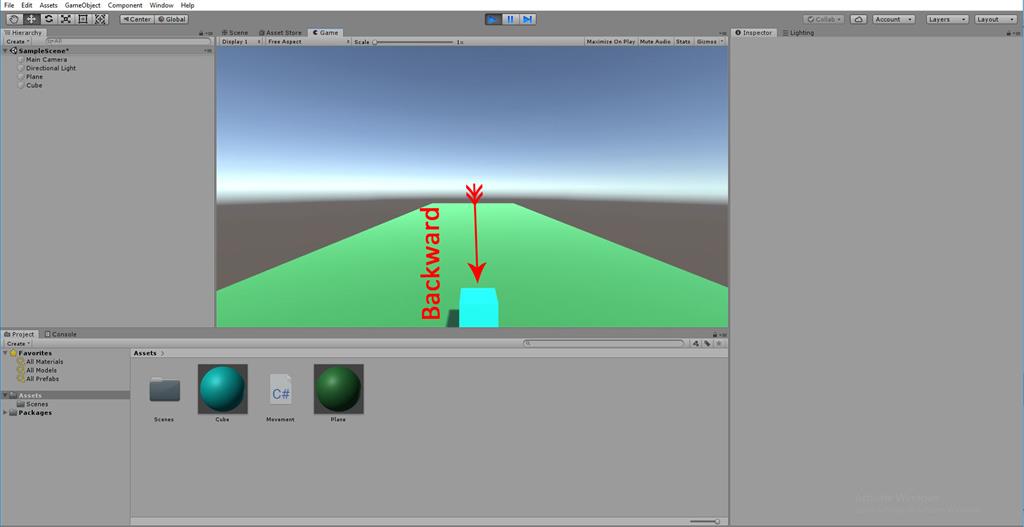 File Edit Assets GameObject Component Window Help
Center Global
Collab Account Layers Layout
Hierarchy
Create All
SampleScene*
Main Camera
Directional Light
Plane
Cube
Scene Asset Store Game
Display 1 Free Aspect Scale 1x Maximize On Play Mute Audio Stats Gizmos
Backward
Inspector Lighting
Project Console
Create
Favorites
All Materials
All Models
All Prefabs
Assets
Scenes
Packages
Assets
C#
Scenes Cube Movement Plane
Activate Windows